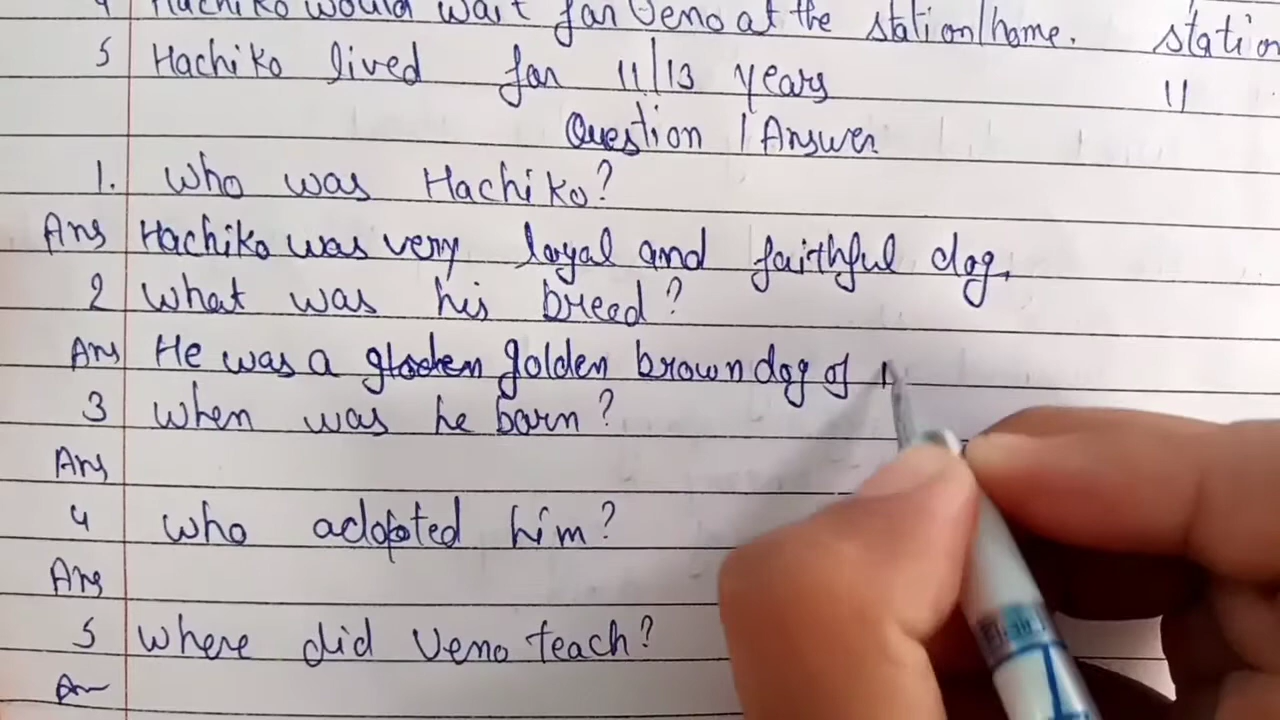 4 Hachiko would wait for Ueno at the station/home. station
5 Hachiko lived for 11/13 years 11
Question / Answer
1. Who was Hachiko?
Ans Hachiko was very loyal and faithful dog.
2 What was his breed?
Ans He was a gloden golden brown dog of
3 When was he born?
Ans
4 Who adopted him?
Ans
5 Where did Ueno teach?
An